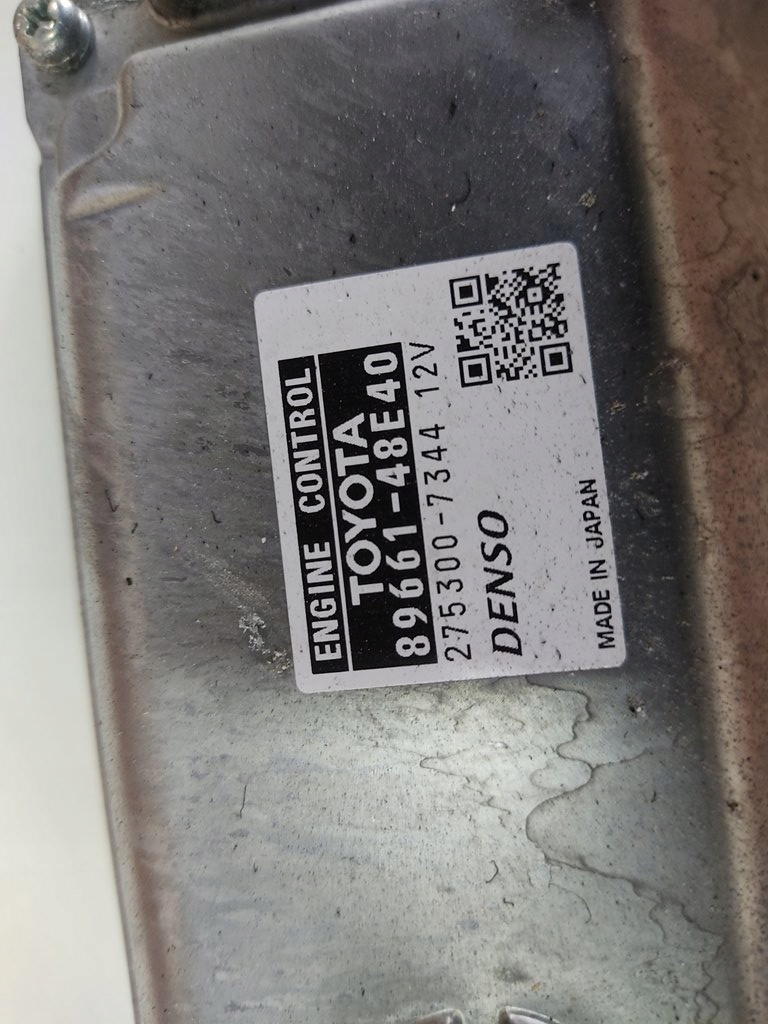 ENGINE CONTROL
TOYOTA
89661-48E40
275300-7344 12V
DENSO
MADE IN JAPAN